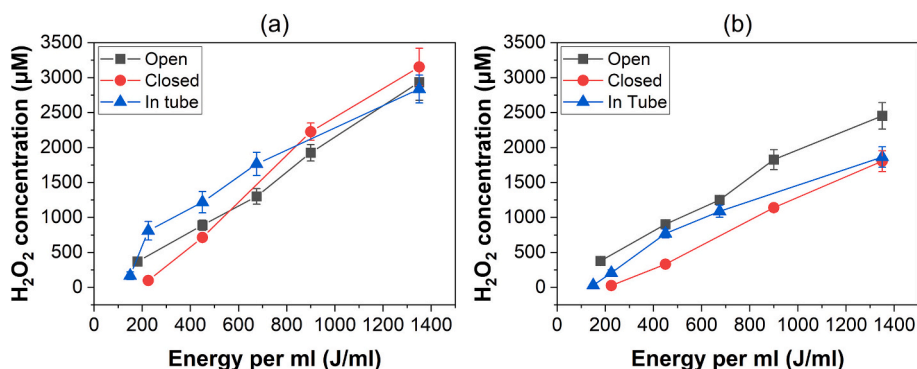 (a)
3500
3000
2500
2000
1500
1000
500
0
H₂O₂ concentration (µM)
Open
Closed
In tube
0 200 400 600 800 1000 1200 1400
Energy per ml (J/ml)
(b)
3500
3000
2500
2000
1500
1000
500
0
H₂O₂ concentration (µM)
Open
Closed
In Tube
0 200 400 600 800 1000 1200 1400
Energy per ml (J/ml)